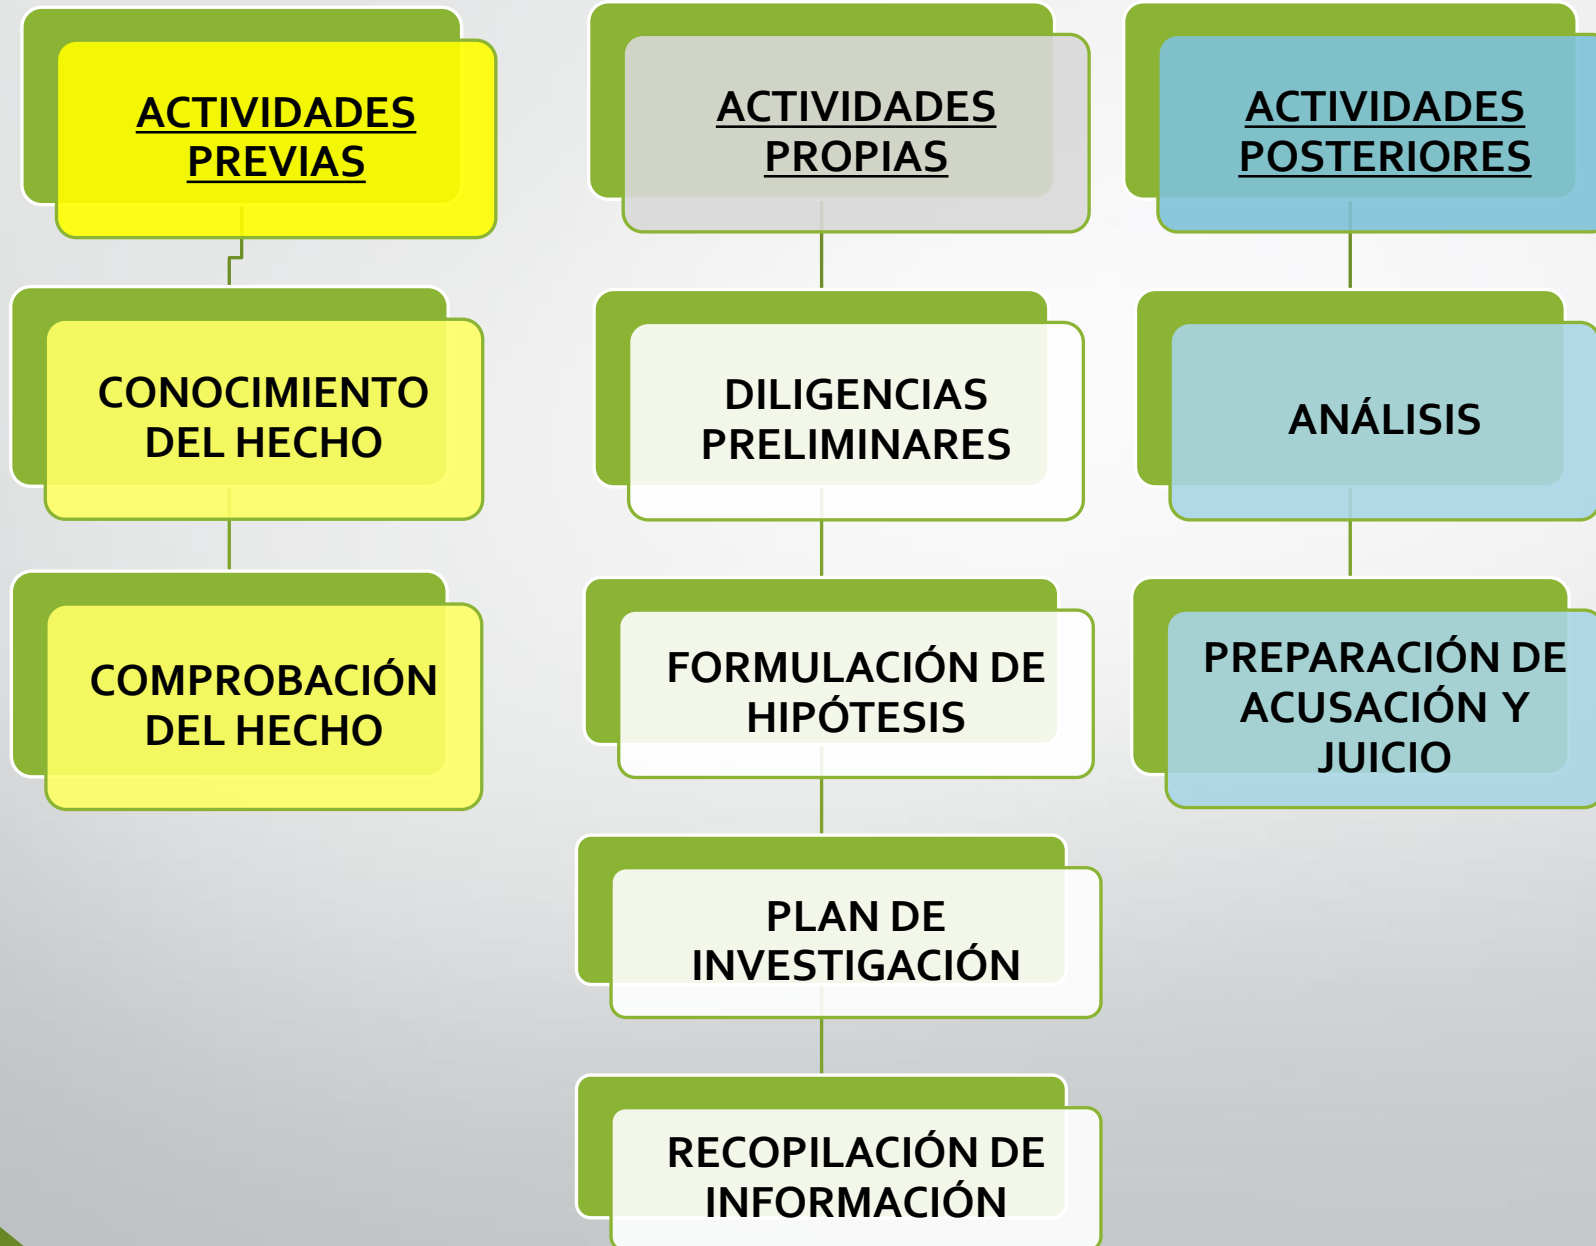 ACTIVIDADES
PREVIAS
CONOCIMIENTO
DEL HECHO
COMPROBACIÓN
DEL HECHO
ACTIVIDADES
PROPIAS
DILIGENCIAS
PRELIMINARES
FORMULACIÓN DE
HIPÓTESIS
PLAN DE
INVESTIGACIÓN
RECOPILACIÓN DE
INFORMACIÓN
ACTIVIDADES
POSTERIORES
ANÁLISIS
PREPARACIÓN DE
ACUSACIÓN Y
JUICIO